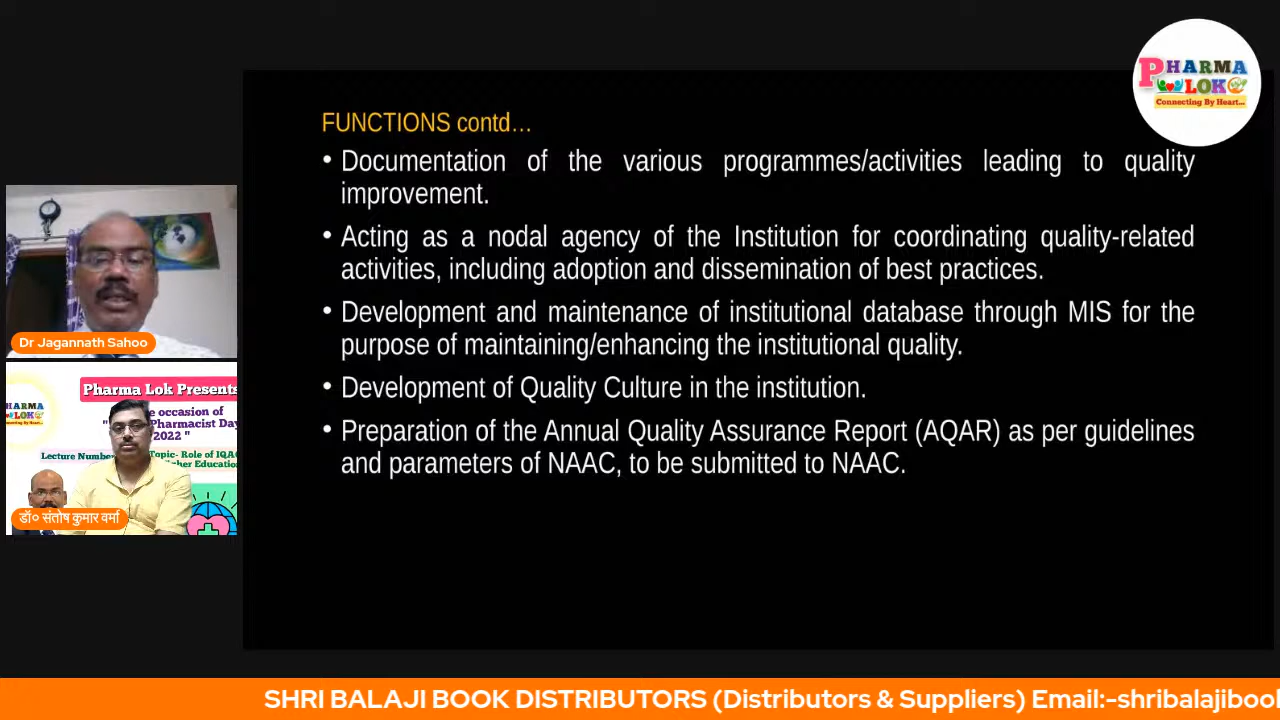 PHARMA
LOK
Connecting By Heart...
FUNCTIONS contd…
• Documentation of the various programmes/activities leading to quality
improvement.
• Acting as a nodal agency of the Institution for coordinating quality-related
activities, including adoption and dissemination of best practices.
• Development and maintenance of institutional database through MIS for the
purpose of maintaining/enhancing the institutional quality.
• Development of Quality Culture in the institution.
• Preparation of the Annual Quality Assurance Report (AQAR) as per guidelines
and parameters of NAAC, to be submitted to NAAC.
Dr Jagannath Sahoo
Pharma Lok Presents
occasion of
Pharmacist Day
2022 "
Lecture Topic- Role of IQAC
Education
डॉ० संतोष कुमार वर्मा
SHRI BALAJI BOOK DISTRIBUTORS (Distributors & Suppliers) Email:-shribalajibook